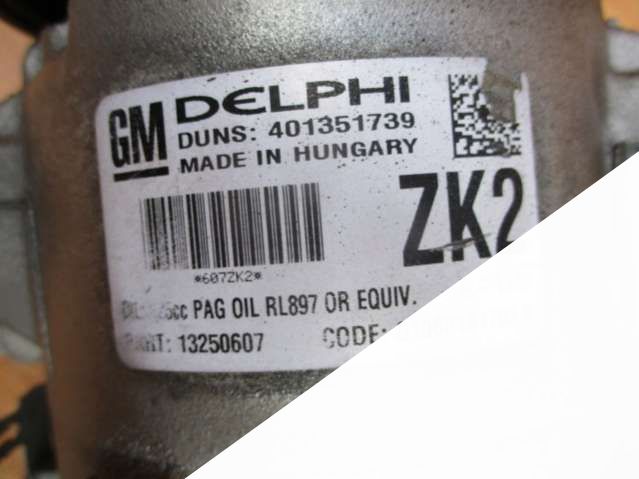 GM DELPHI
DUNS: 401351739
MADE IN HUNGARY
ZK2
*607ZK2*
PAG OIL RL897 OR EQUIV.
13250607 CODE: